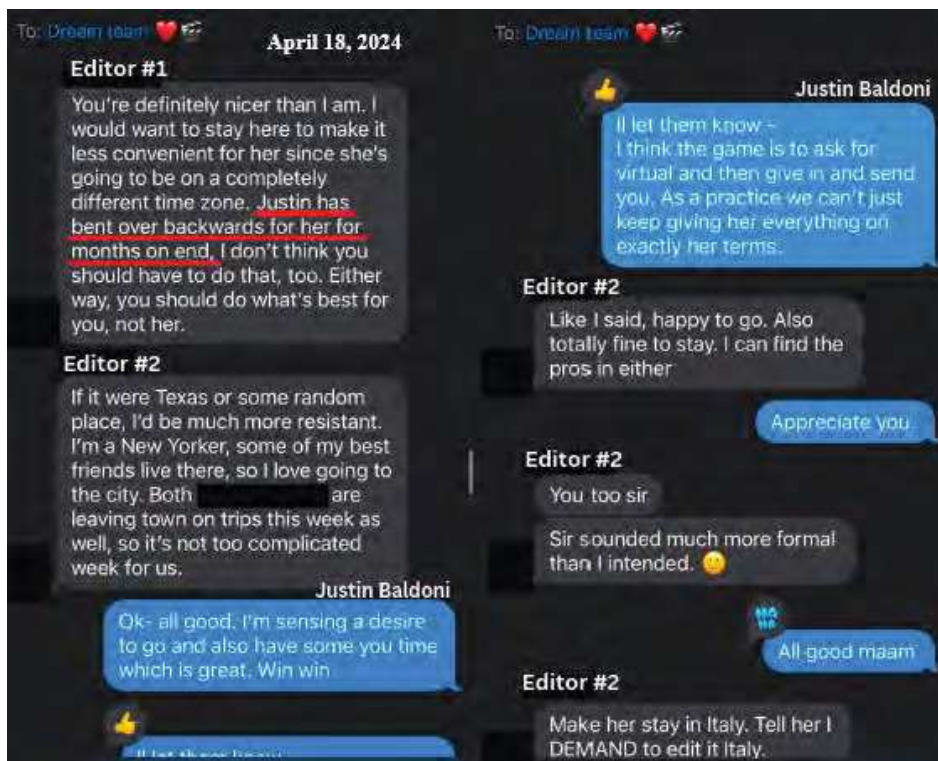 To: Dream team ❤️🎬
April 18, 2024
Editor #1
You're definitely nicer than I am. I
would want to stay here to make it
less convenient for her since she's
going to be on a completely
different time zone. Justin has
bent over backwards for her for
months on end. I don't think you
should have to do that, too. Either
way, you should do what's best for
you, not her.
Editor #2
If it were Texas or some random
place, I'd be much more resistant.
I'm a New Yorker, some of my best
friends live there, so I love going to
the city. Both are
leaving town on trips this week as
well, so it's not too complicated
week for us.
Justin Baldoni
Ok- all good. I'm sensing a desire
to go and also have some you time
which is great. Win win
👍
Il let them know
To: Dream team ❤️🎬
Justin Baldoni
👍
Il let them know -
I think the game is to ask for
virtual and then give in and send
you. As a practice we can't just
keep giving her everything on
exactly her terms.
Editor #2
Like I said, happy to go. Also
totally fine to stay. I can find the
pros in either
Appreciate you
Editor #2
You too sir
Sir sounded much more formal
than I intended. 🙂
HA HA
All good maam
Editor #2
Make her stay in Italy. Tell her I
DEMAND to edit it Italy.